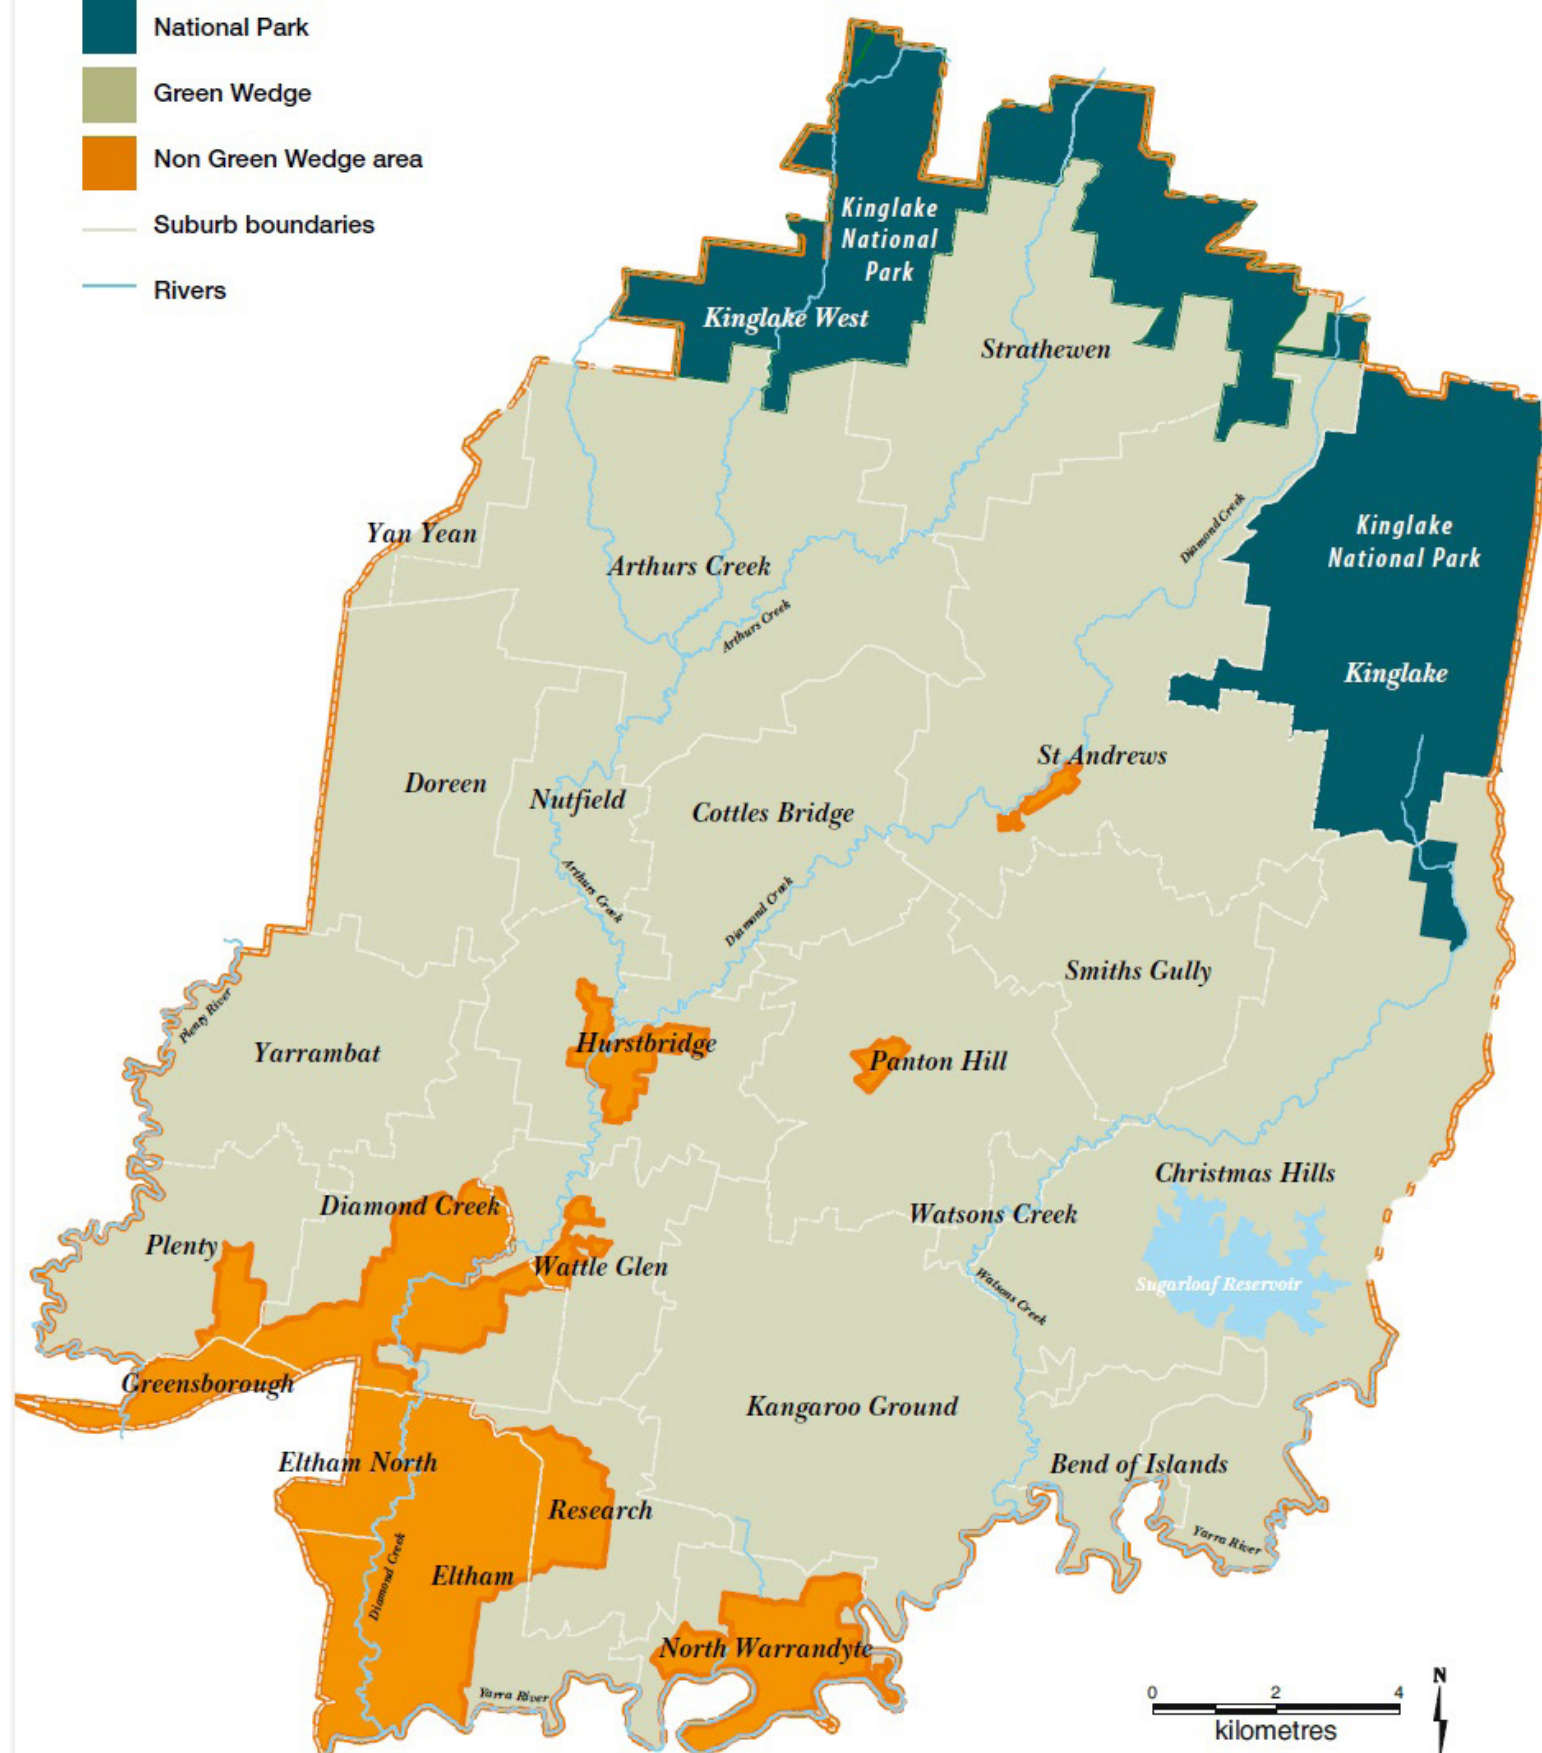 National Park
Green Wedge
Non Green Wedge area
Suburb boundaries
Rivers
Kinglake
National
Park
Kinglake West
Strathewen
Yan Yean
Arthurs Creek
Arthurs Creek
Diamond Creek
Kinglake
National Park
Kinglake
St Andrews
Doreen
Nutfield
Cottles Bridge
Arthurs Creek
Diamond Creek
Smiths Gully
Plenty River
Yarrambat
Hurstbridge
Panton Hill
Christmas Hills
Diamond Creek
Watsons Creek
Plenty
Wattle Glen
Watsons Creek
Sugarloaf Reservoir
Greensborough
Kangaroo Ground
Eltham North
Bend of Islands
Research
Yarra River
Diamond Creek
Eltham
North Warrandyte
Yarra River
N
0 2 4
kilometres